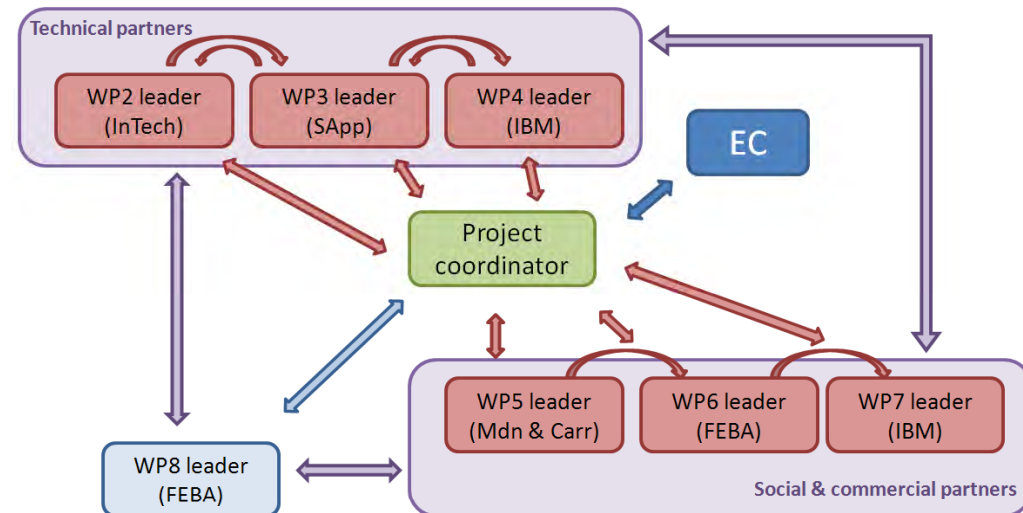 Technical partners
WP2 leader
(InTech)
WP3 leader
(SApp)
WP4 leader
(IBM)
EC
Project
coordinator
WP5 leader
(Mdn & Carr)
WP6 leader
(FEBA)
WP7 leader
(IBM)
WP8 leader
(FEBA)
Social & commercial partners